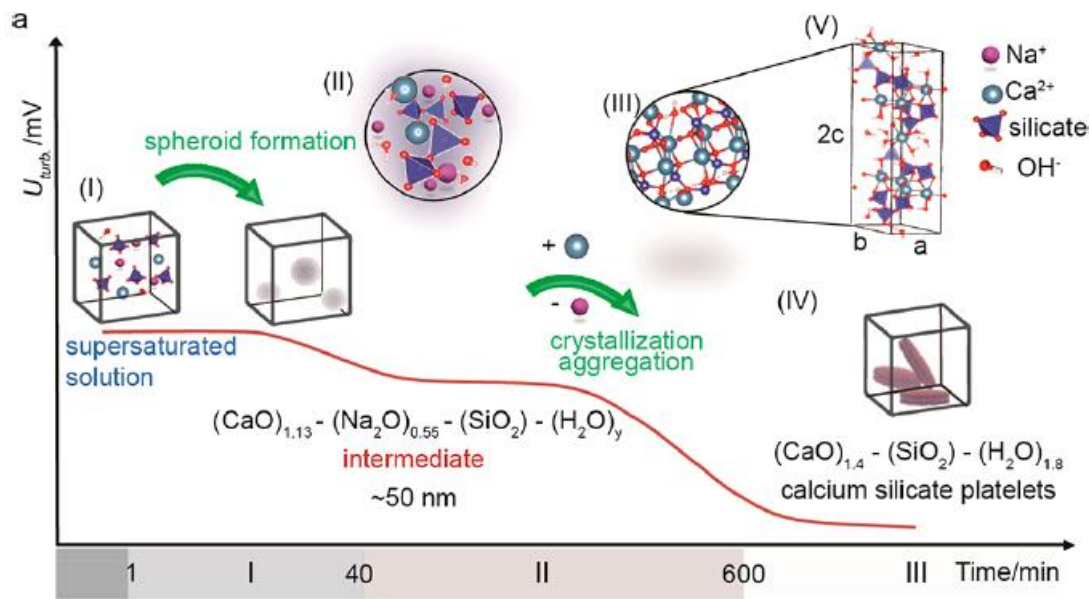 a
U_turb. /mV
(I)
spheroid formation
(II)
(III)
(V)
2c
b
a
Na⁺
Ca²⁺
silicate
OH⁻
+
-
crystallization
aggregation
(IV)
supersaturated
solution
(CaO)₁.₁₃ - (Na₂O)₀.₅₅ - (SiO₂) - (H₂O)ᵧ
intermediate
~50 nm
(CaO)₁.₄ - (SiO₂) - (H₂O)₁.₈
calcium silicate platelets
1 I 40 II 600 III Time/min